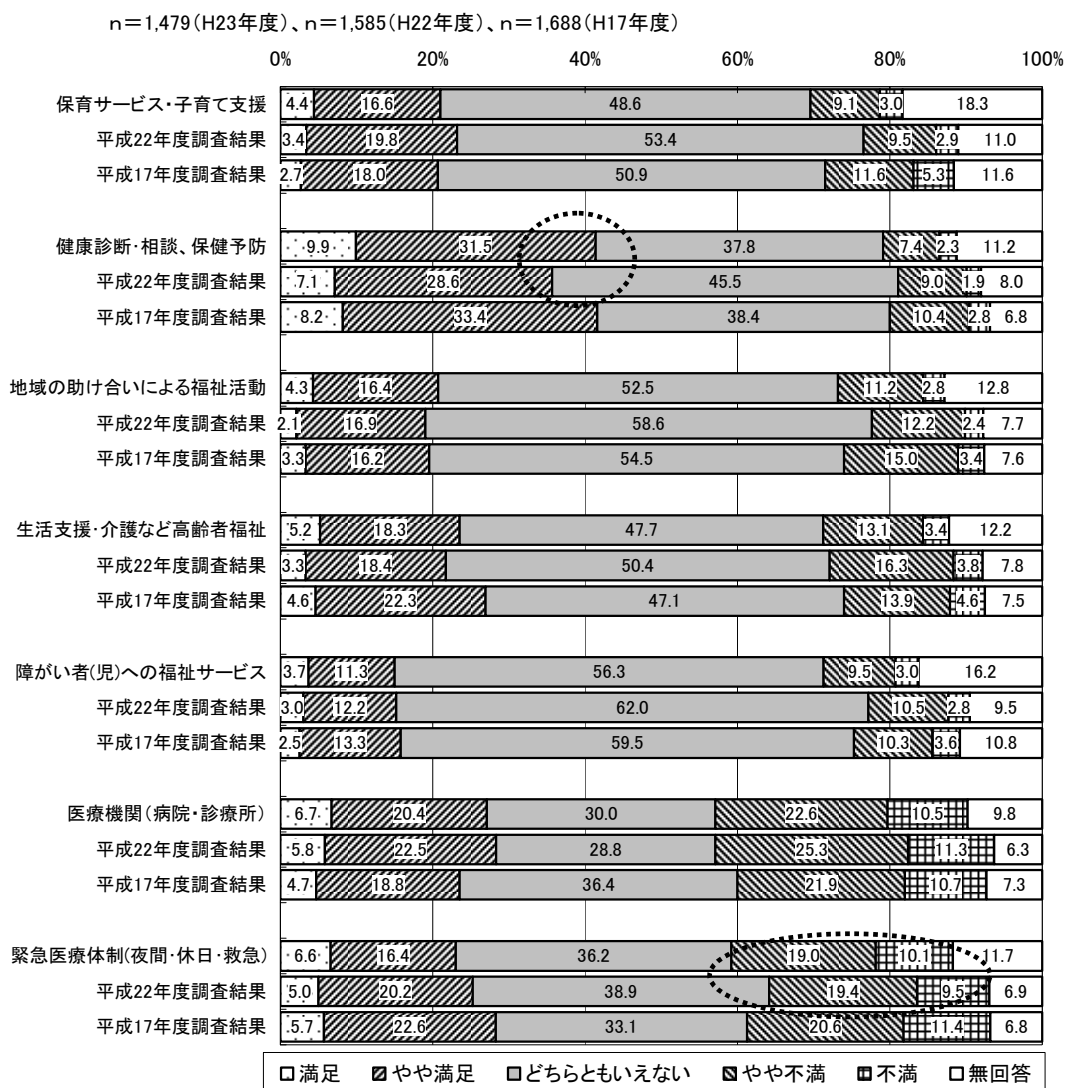 n=1,479(H23年度)、n=1,585(H22年度)、n=1,688(H17年度)
0% 20% 40% 60% 80% 100%
保育サービス・子育て支援 4.4 16.6 48.6 9.1 3.0 18.3
平成22年度調査結果 3.4 19.8 53.4 9.5 2.9 11.0
平成17年度調査結果 2.7 18.0 50.9 11.6 5.3 11.6
健康診断・相談、保健予防 9.9 31.5 37.8 7.4 2.3 11.2
平成22年度調査結果 7.1 28.6 45.5 9.0 1.9 8.0
平成17年度調査結果 8.2 33.4 38.4 10.4 2.8 6.8
地域の助け合いによる福祉活動 4.3 16.4 52.5 11.2 2.8 12.8
平成22年度調査結果 2.1 16.9 58.6 12.2 2.4 7.7
平成17年度調査結果 3.3 16.2 54.5 15.0 3.4 7.6
生活支援・介護など高齢者福祉 5.2 18.3 47.7 13.1 3.4 12.2
平成22年度調査結果 3.3 18.4 50.4 16.3 3.8 7.8
平成17年度調査結果 4.6 22.3 47.1 13.9 4.6 7.5
障がい者(児)への福祉サービス 3.7 11.3 56.3 9.5 3.0 16.2
平成22年度調査結果 3.0 12.2 62.0 10.5 2.8 9.5
平成17年度調査結果 2.5 13.3 59.5 10.3 3.6 10.8
医療機関(病院・診療所) 6.7 20.4 30.0 22.6 10.5 9.8
平成22年度調査結果 5.8 22.5 28.8 25.3 11.3 6.3
平成17年度調査結果 4.7 18.8 36.4 21.9 10.7 7.3
緊急医療体制(夜間・休日・救急) 6.6 16.4 36.2 19.0 10.1 11.7
平成22年度調査結果 5.0 20.2 38.9 19.4 9.5 6.9
平成17年度調査結果 5.7 22.6 33.1 20.6 11.4 6.8
満足 やや満足 どちらともいえない やや不満 不満 無回答